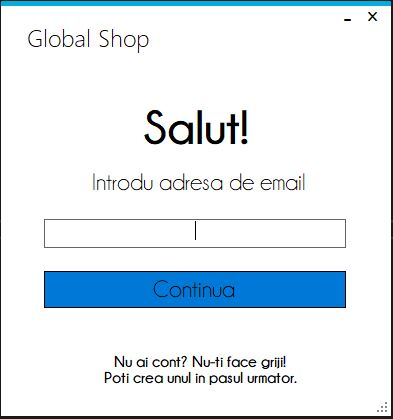 Global Shop
Salut!
Introdu adresa de email
Continua
Nu ai cont? Nu-ti face griji!
Poti crea unul in pasul urmator.